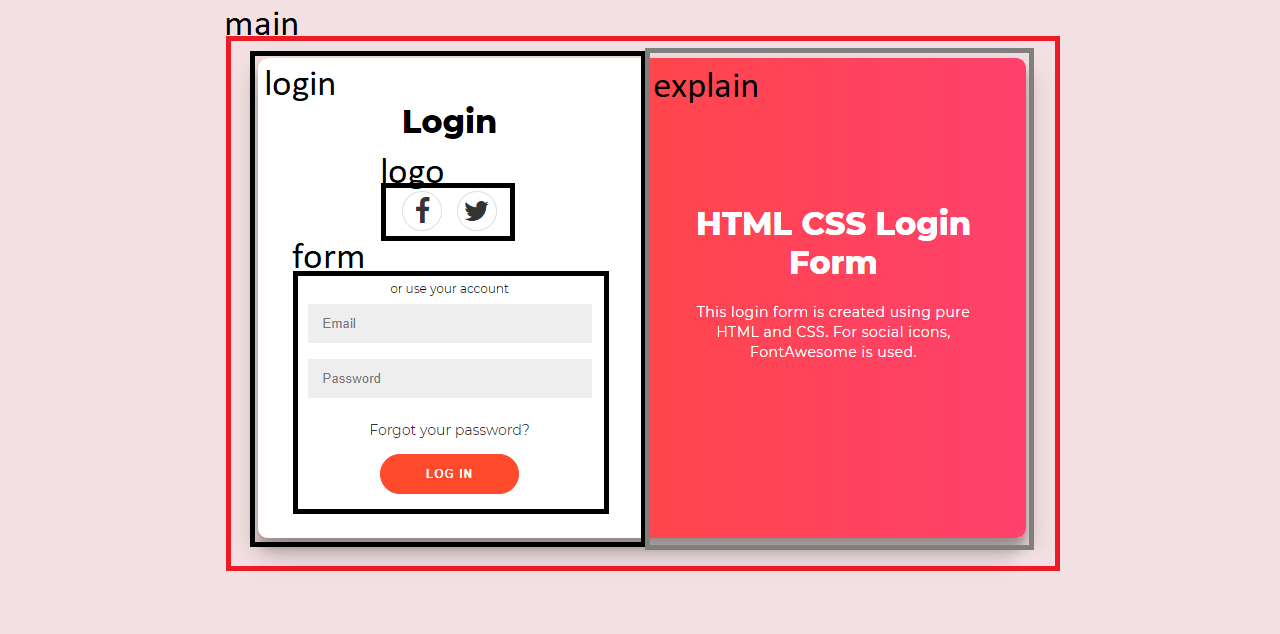 main
login
explain
Login
logo
form
or use your account
Email
Password
Forgot your password?
LOG IN
HTML CSS Login
Form
This login form is created using pure
HTML and CSS. For social icons,
FontAwesome is used.